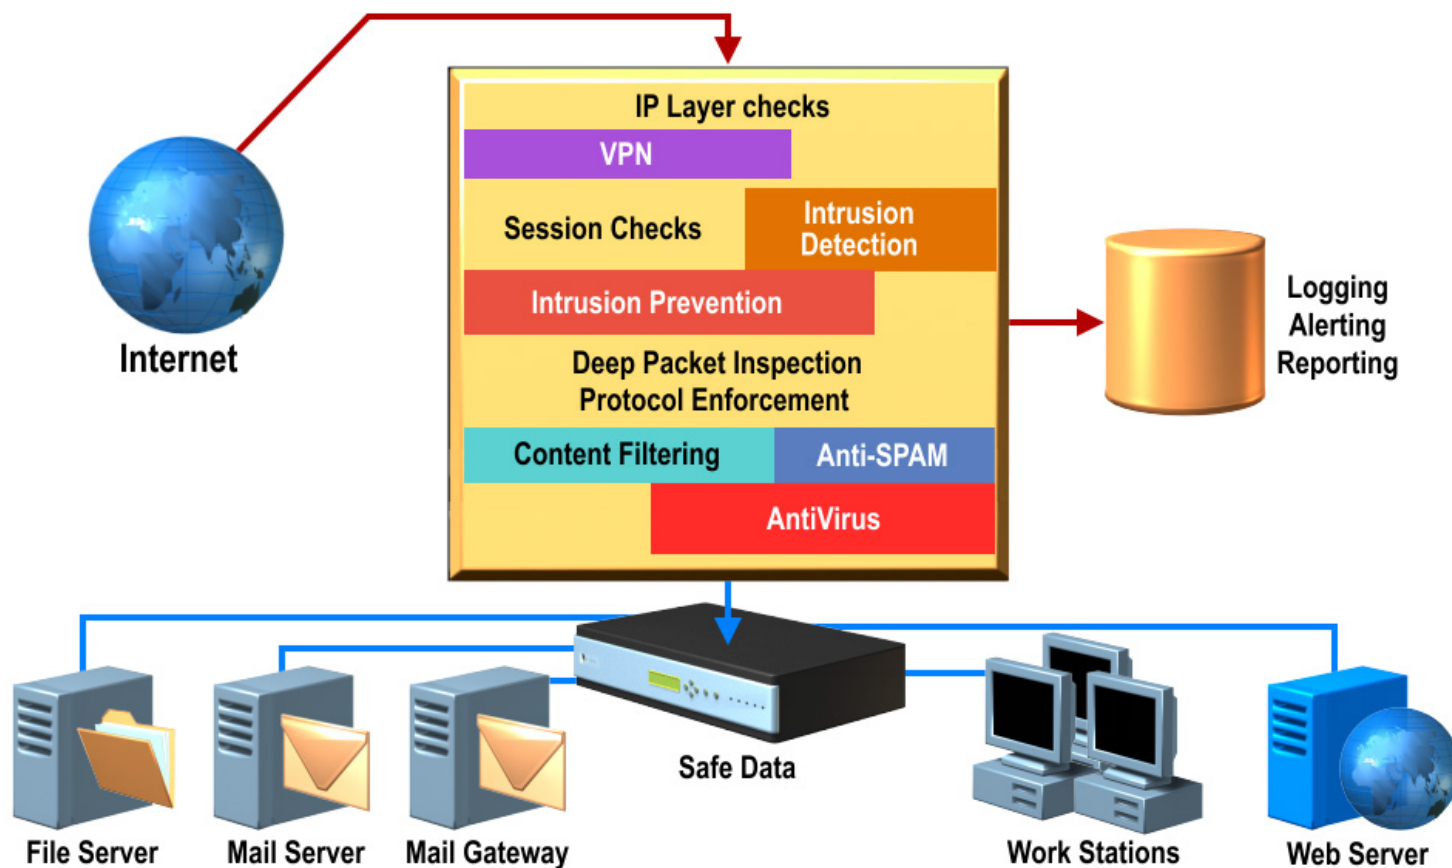 IP Layer checks
VPN
Session Checks
Intrusion
Detection
Intrusion Prevention
Deep Packet Inspection
Protocol Enforcement
Content Filtering
Anti-SPAM
AntiVirus
Internet
Logging
Alerting
Reporting
Safe Data
File Server
Mail Server
Mail Gateway
Work Stations
Web Server